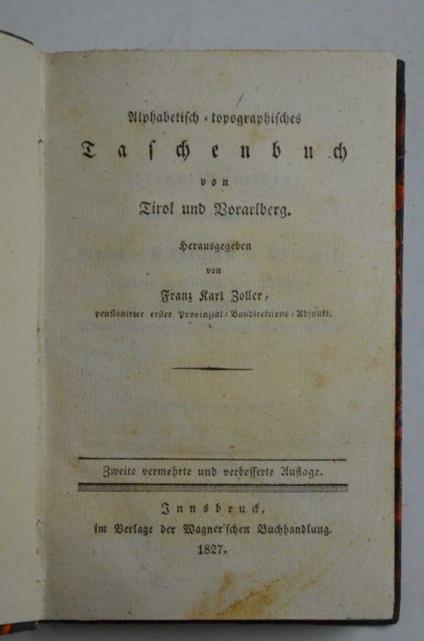 Alphabetisch-topographisches
Taschenbuch
von
Tirol und Vorarlberg.
Herausgegeben
von
Franz Karl Zoller,
pensionirter erster Provinzial-Baudirektions-Adjunkt.
Zweite vermehrte und verbesserte Auflage.
Innsbruck,
im Verlage der Wagner'schen Buchhandlung.
1827.